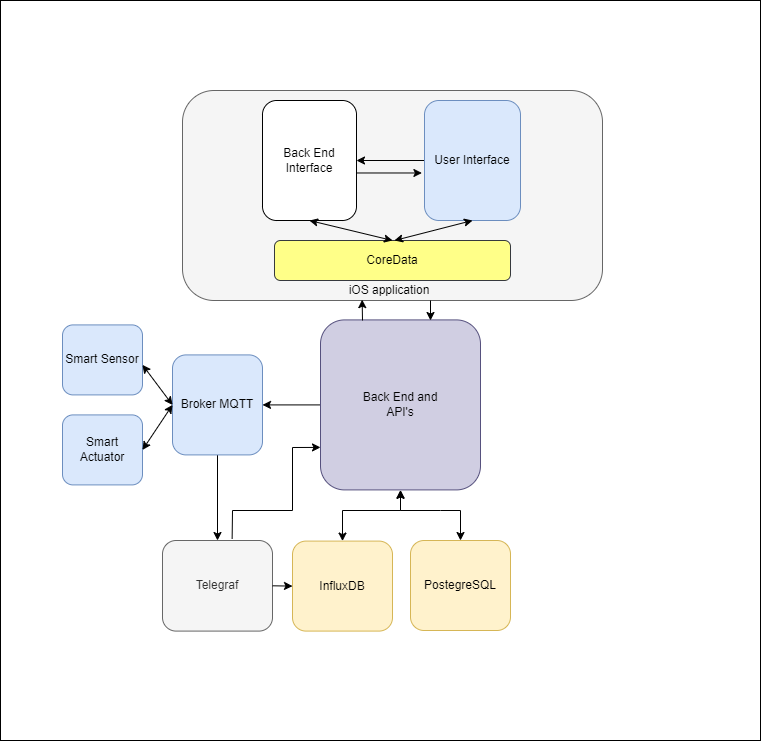 Back End
Interface
User Interface
CoreData
iOS application
Smart Sensor
Broker MQTT
Back End and
API's
Smart
Actuator
Telegraf
InfluxDB
PostegreSQL